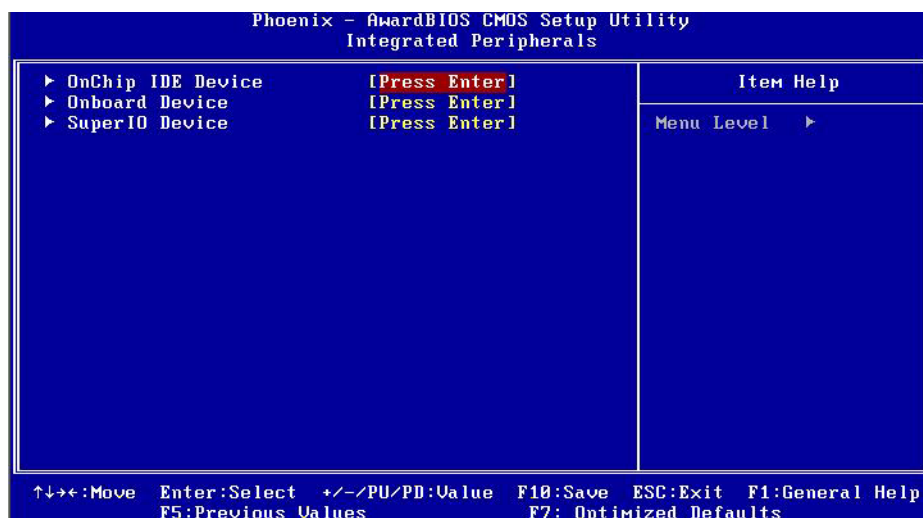 Phoenix - AwardBIOS CMOS Setup Utility
Integrated Peripherals
► OnChip IDE Device [Press Enter]
► Onboard Device [Press Enter]
► SuperIO Device [Press Enter]
Item Help
Menu Level ►
↑↓→←:Move Enter:Select +/-/PU/PD:Value F10:Save ESC:Exit F1:General Help
F5:Previous Values F7: Optimized Defaults